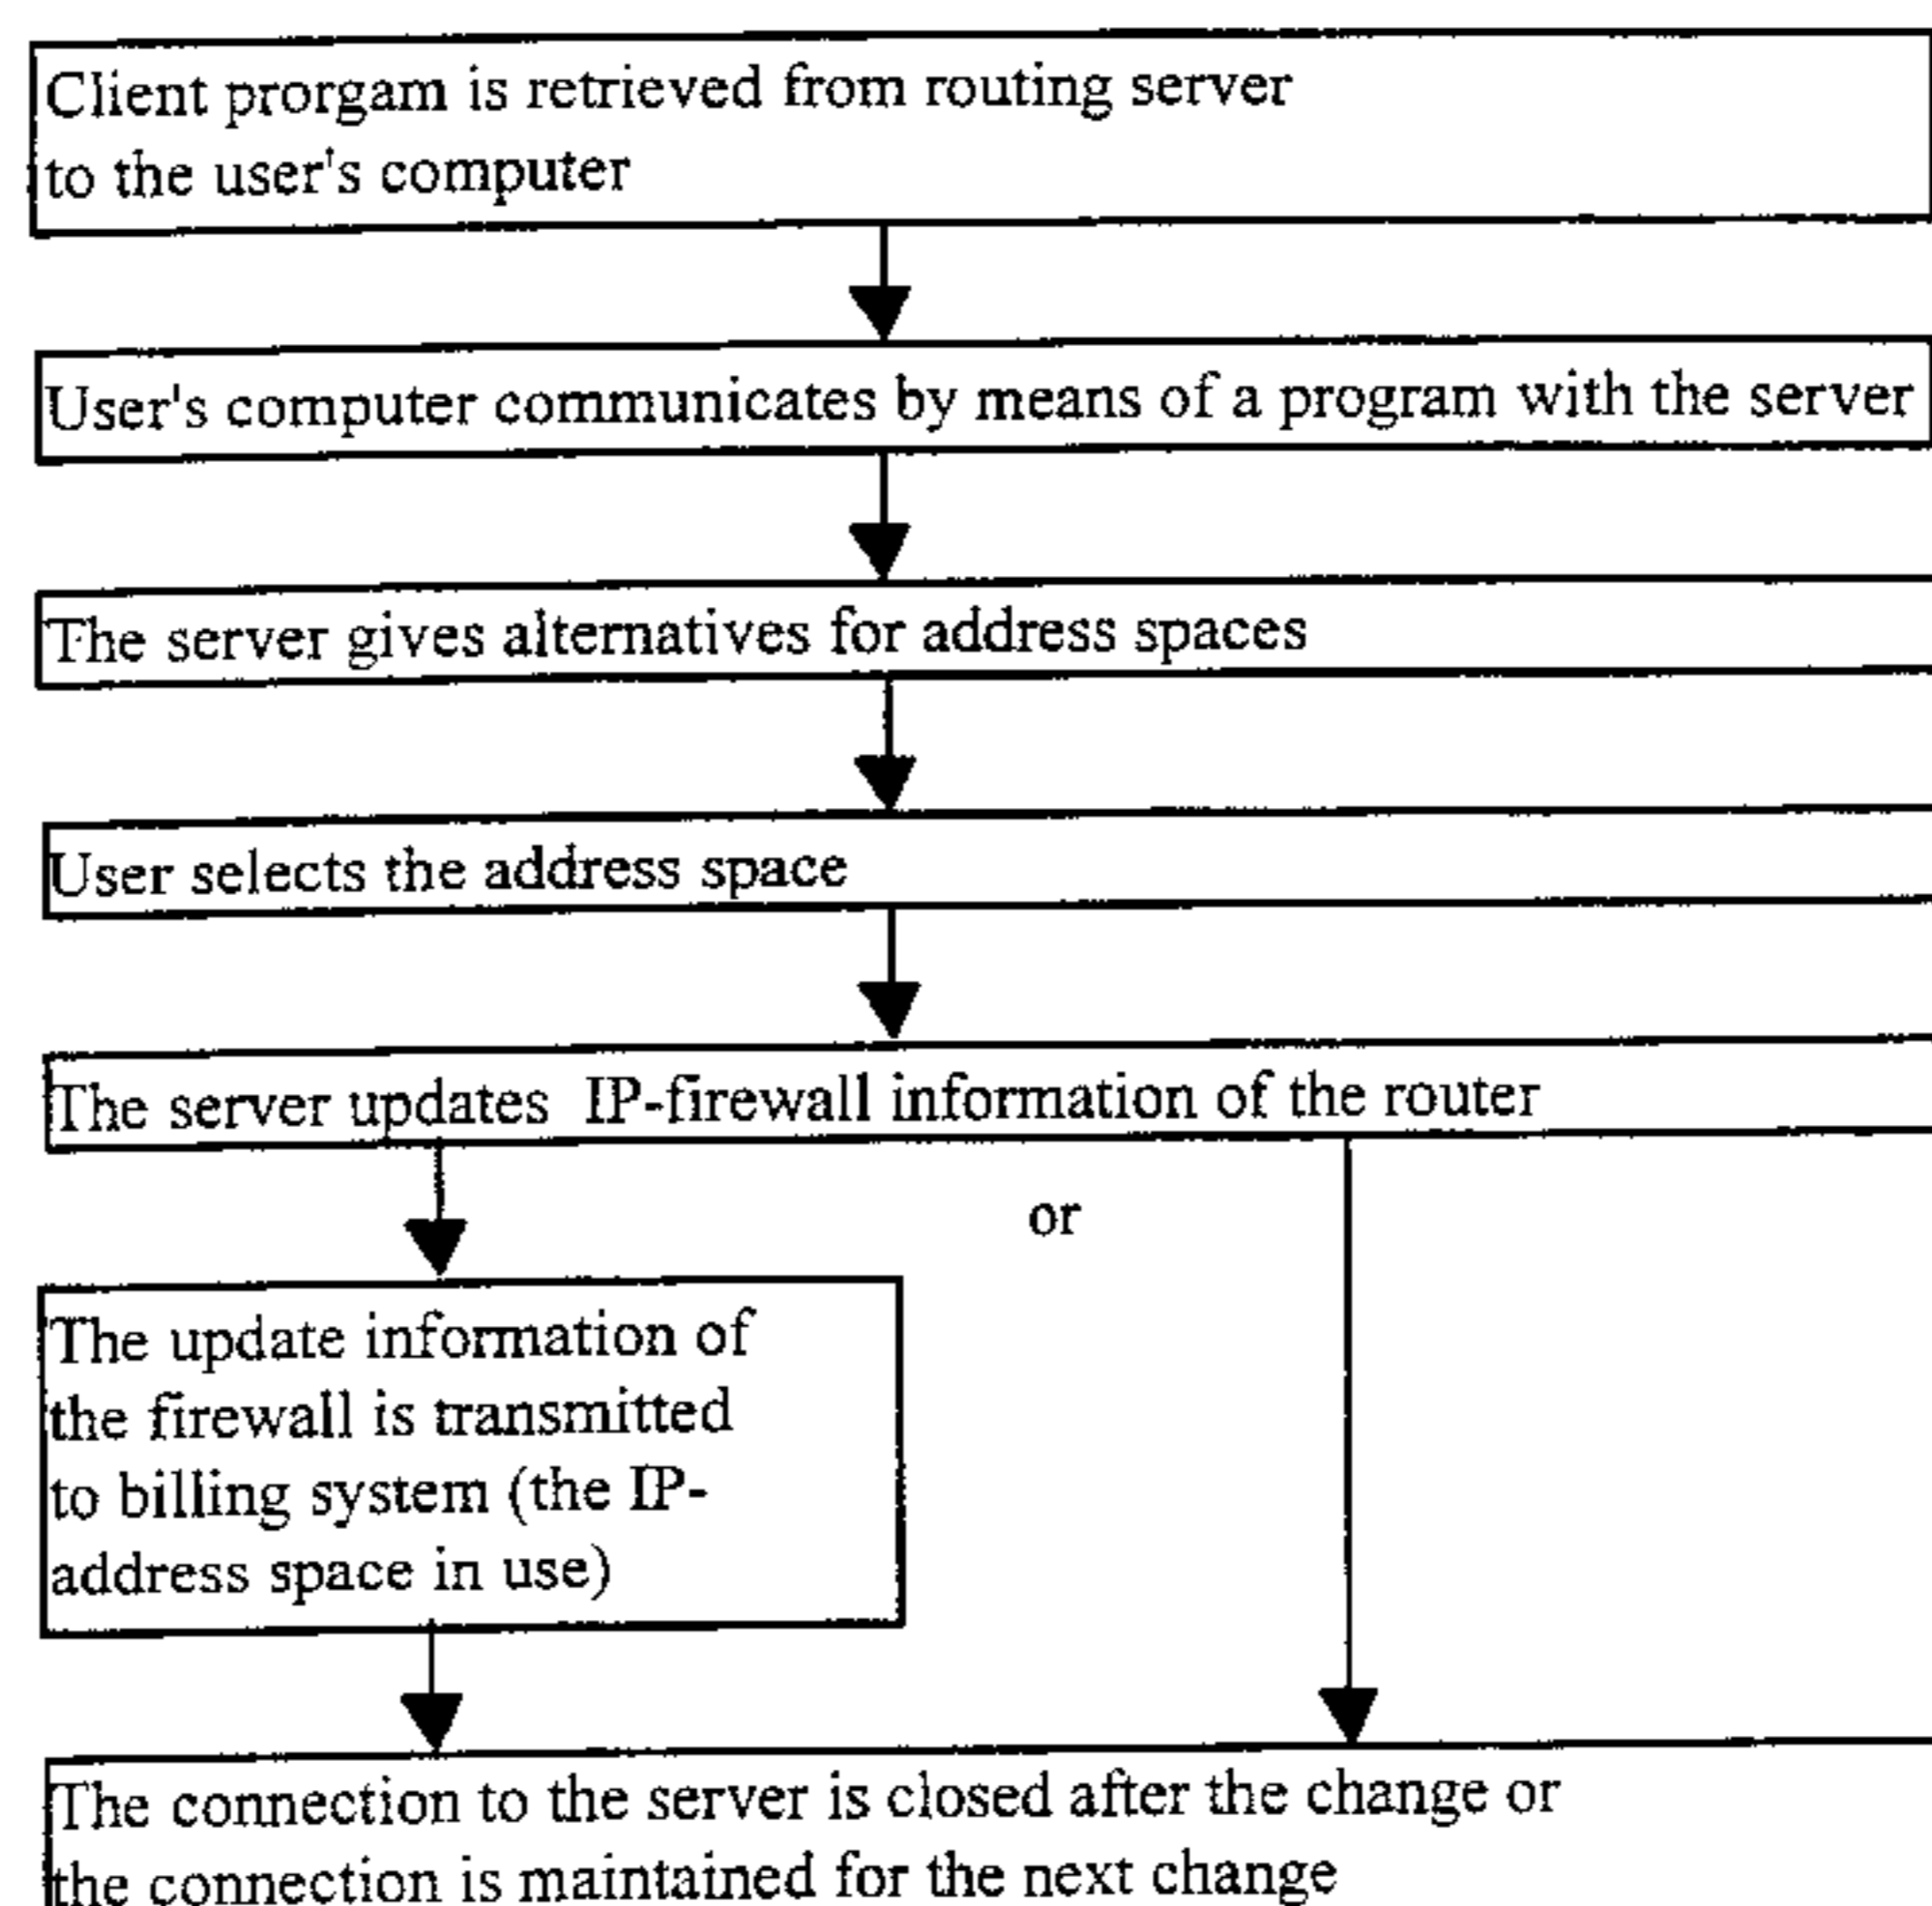 Client prorgam is retrieved from routing server
to the user's computer
User's computer communicates by means of a program with the server
The server gives alternatives for address spaces
User selects the address space
The server updates IP-firewall information of the router
or
The update information of
the firewall is transmitted
to billing system (the IP-
address space in use)
The connection to the server is closed after the change or
the connection is maintained for the next change